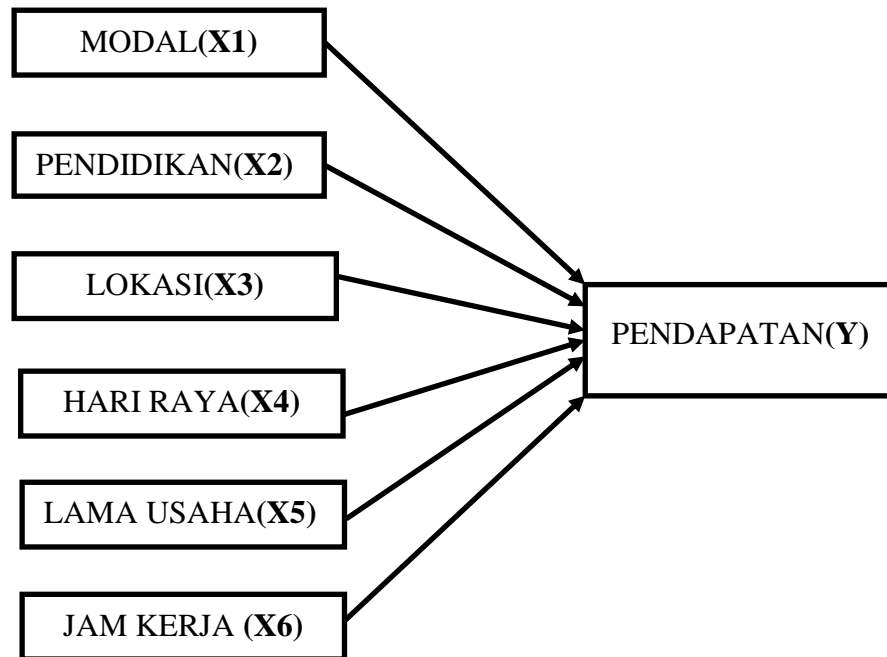 MODAL(X1)
PENDIDIKAN(X2)
LOKASI(X3)
PENDAPATAN(Y)
HARI RAYA(X4)
LAMA USAHA(X5)
JAM KERJA (X6)